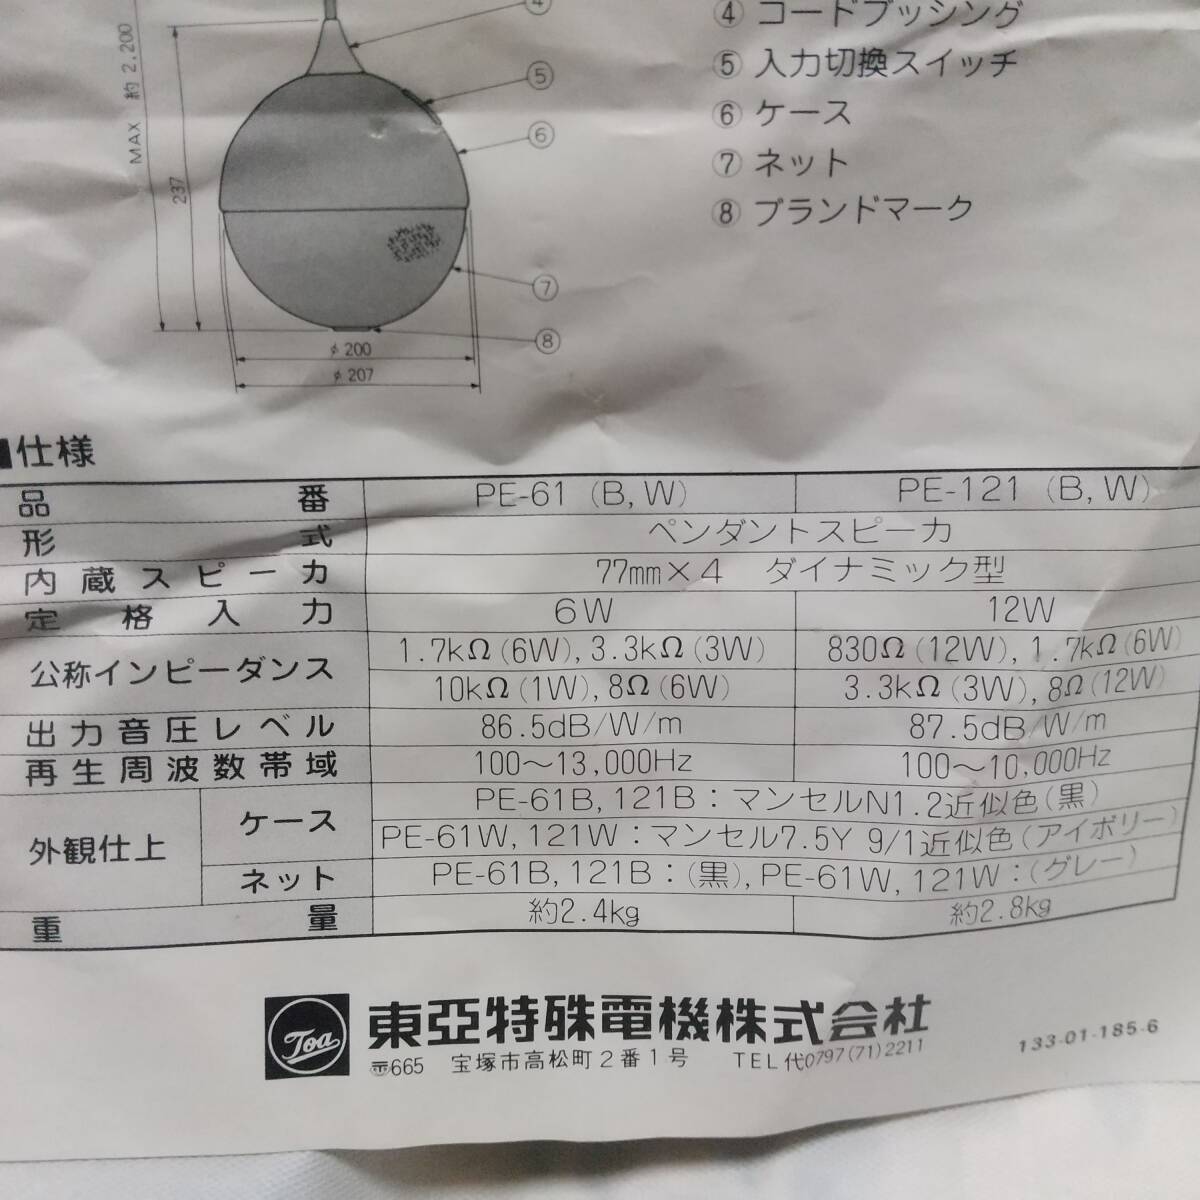 ④ コードブッシング
⑤ 入力切換スイッチ
⑥ ケース
⑦ ネット
⑧ ブランドマーク
MAX 約2,200
237
④
⑤
⑥
⑦
⑧
φ200
φ207
■仕様
品番 PE-61 (B,W) PE-121 (B,W)
形式 ペンダントスピーカ
内蔵スピーカ 77mm×4 ダイナミック型
定格入力 6W 12W
公称インピーダンス 1.7kΩ(6W), 3.3kΩ(3W) 830Ω(12W), 1.7kΩ(6W)
10kΩ(1W), 8Ω(6W) 3.3kΩ(3W), 8Ω(12W)
出力音圧レベル 86.5dB/W/m 87.5dB/W/m
再生周波数帯域 100～13,000Hz 100～10,000Hz
外観仕上 ケース PE-61B, 121B：マンセルN1.2近似色(黒)
PE-61W, 121W：マンセル7.5Y 9/1近似色(アイボリー)
ネット PE-61B, 121B：(黒), PE-61W, 121W：(グレー)
重量 約2.4kg 約2.8kg
Toa 東亞特殊電機株式会社
〒665 宝塚市高松町2番1号 TEL代0797(71)2211
133-01-185-6